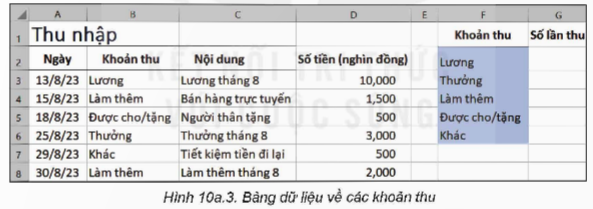 A B C D E F G
1 Thu nhập Khoản thu Số lần thu
2 Ngày Khoản thu Nội dung Số tiền (nghìn đồng) Lương
3 13/8/23 Lương Lương tháng 8 10,000 Thưởng
4 15/8/23 Làm thêm Bán hàng trực tuyến 1,500 Làm thêm
5 18/8/23 Được cho/tặng Người thân tặng 500 Được cho/tặng
6 25/8/23 Thưởng Thưởng tháng 8 3,000 Khác
7 29/8/23 Khác Tiết kiệm tiền đi lại 500
8 30/8/23 Làm thêm Làm thêm tháng 8 2,000
Hình 10a.3. Bảng dữ liệu về các khoản thu